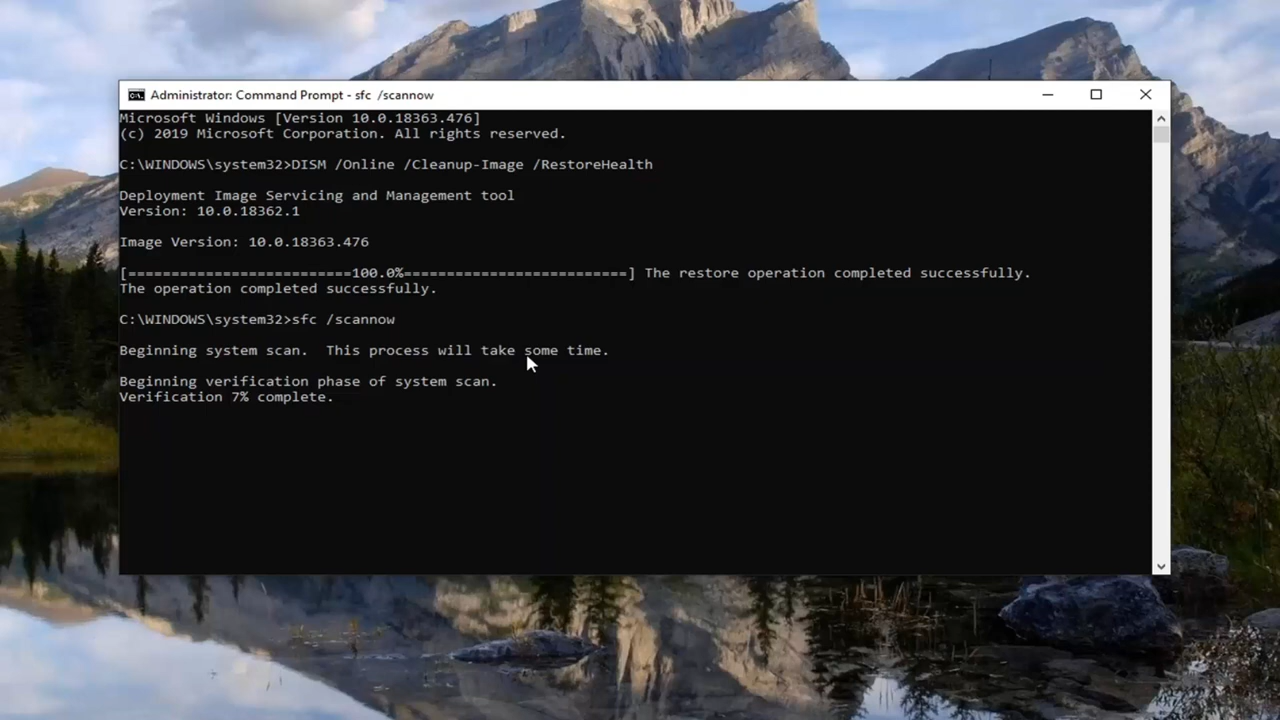 Administrator: Command Prompt - sfc  /scannow
Microsoft Windows [Version 10.0.18363.476]
(c) 2019 Microsoft Corporation. All rights reserved.
C:\WINDOWS\system32>DISM /Online /Cleanup-Image /RestoreHealth
Deployment Image Servicing and Management tool
Version: 10.0.18362.1
Image Version: 10.0.18363.476
[==========================100.0%==========================] The restore operation completed successfully.
The operation completed successfully.
C:\WINDOWS\system32>sfc /scannow
Beginning system scan.  This process will take some time.
Beginning verification phase of system scan.
Verification 7% complete.